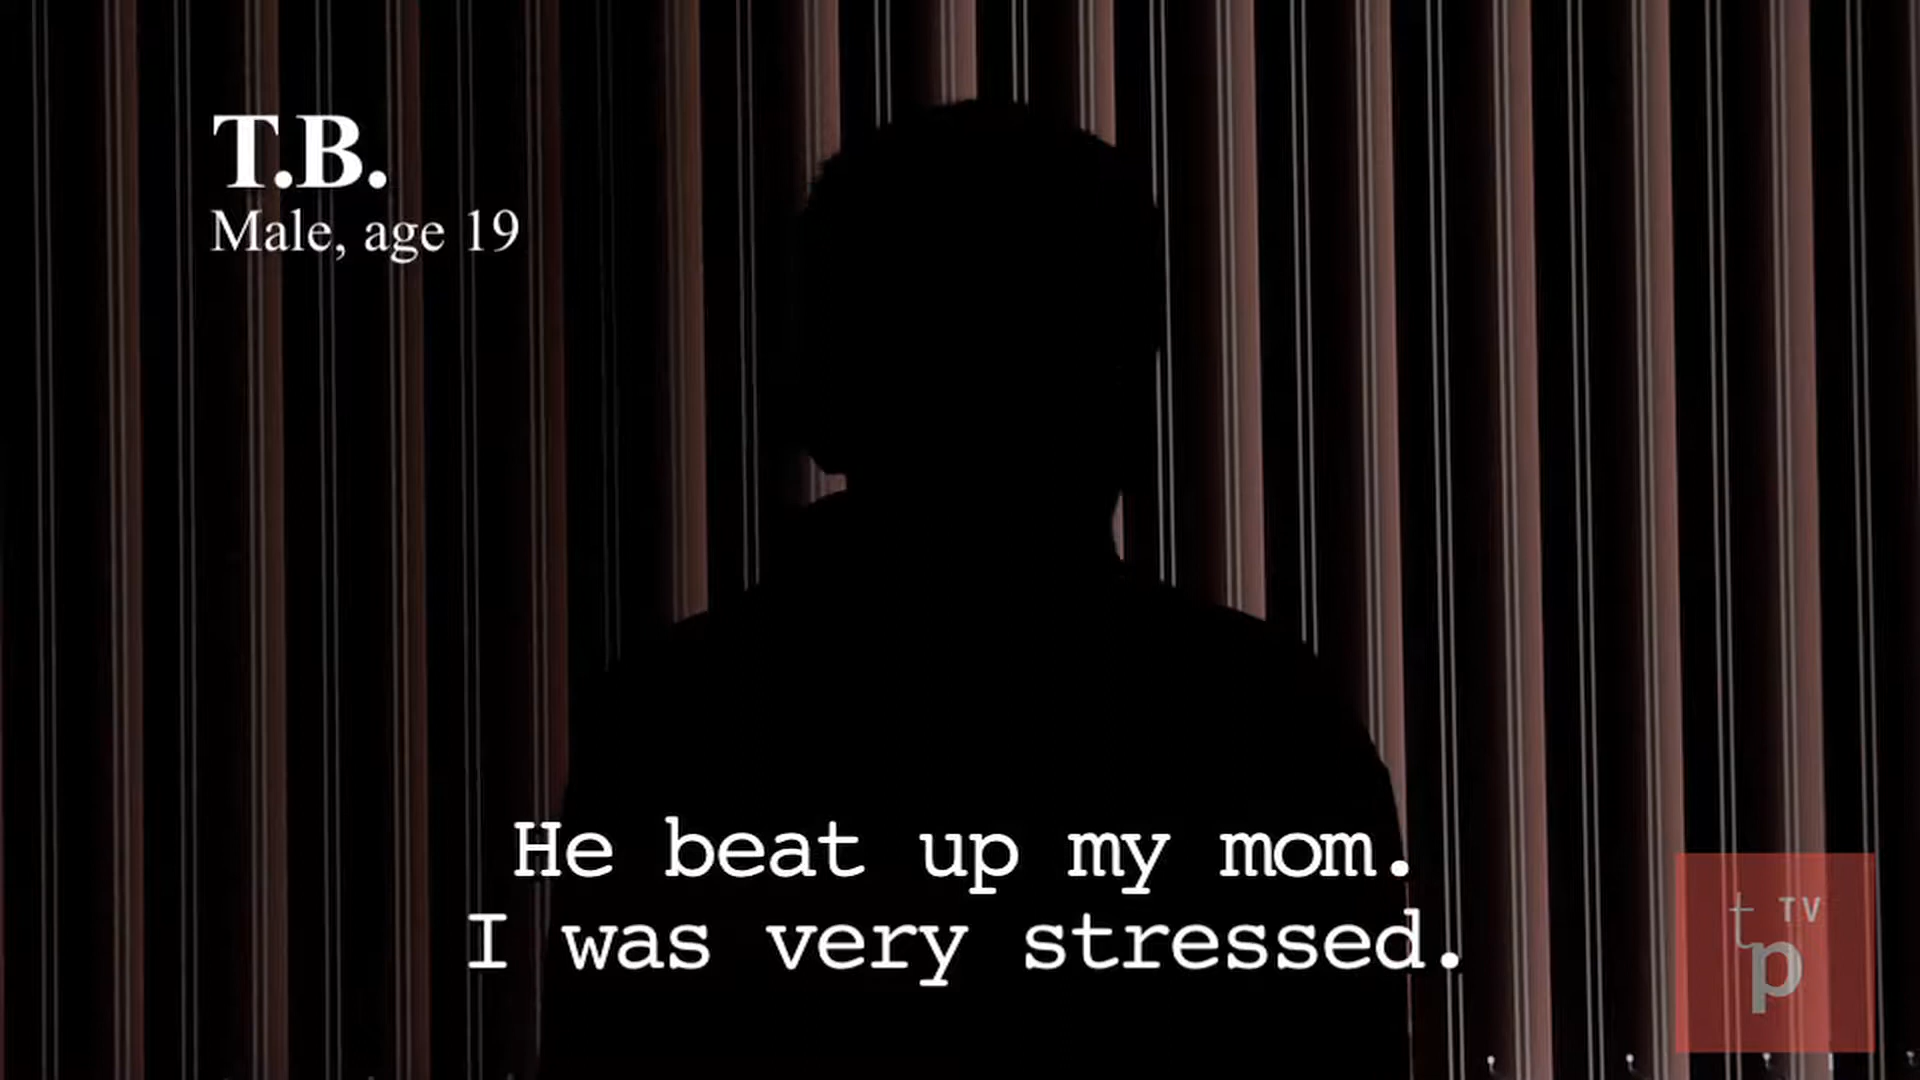 T.B.
Male, age 19
He beat up my mom.
I was very stressed.
TV
tp